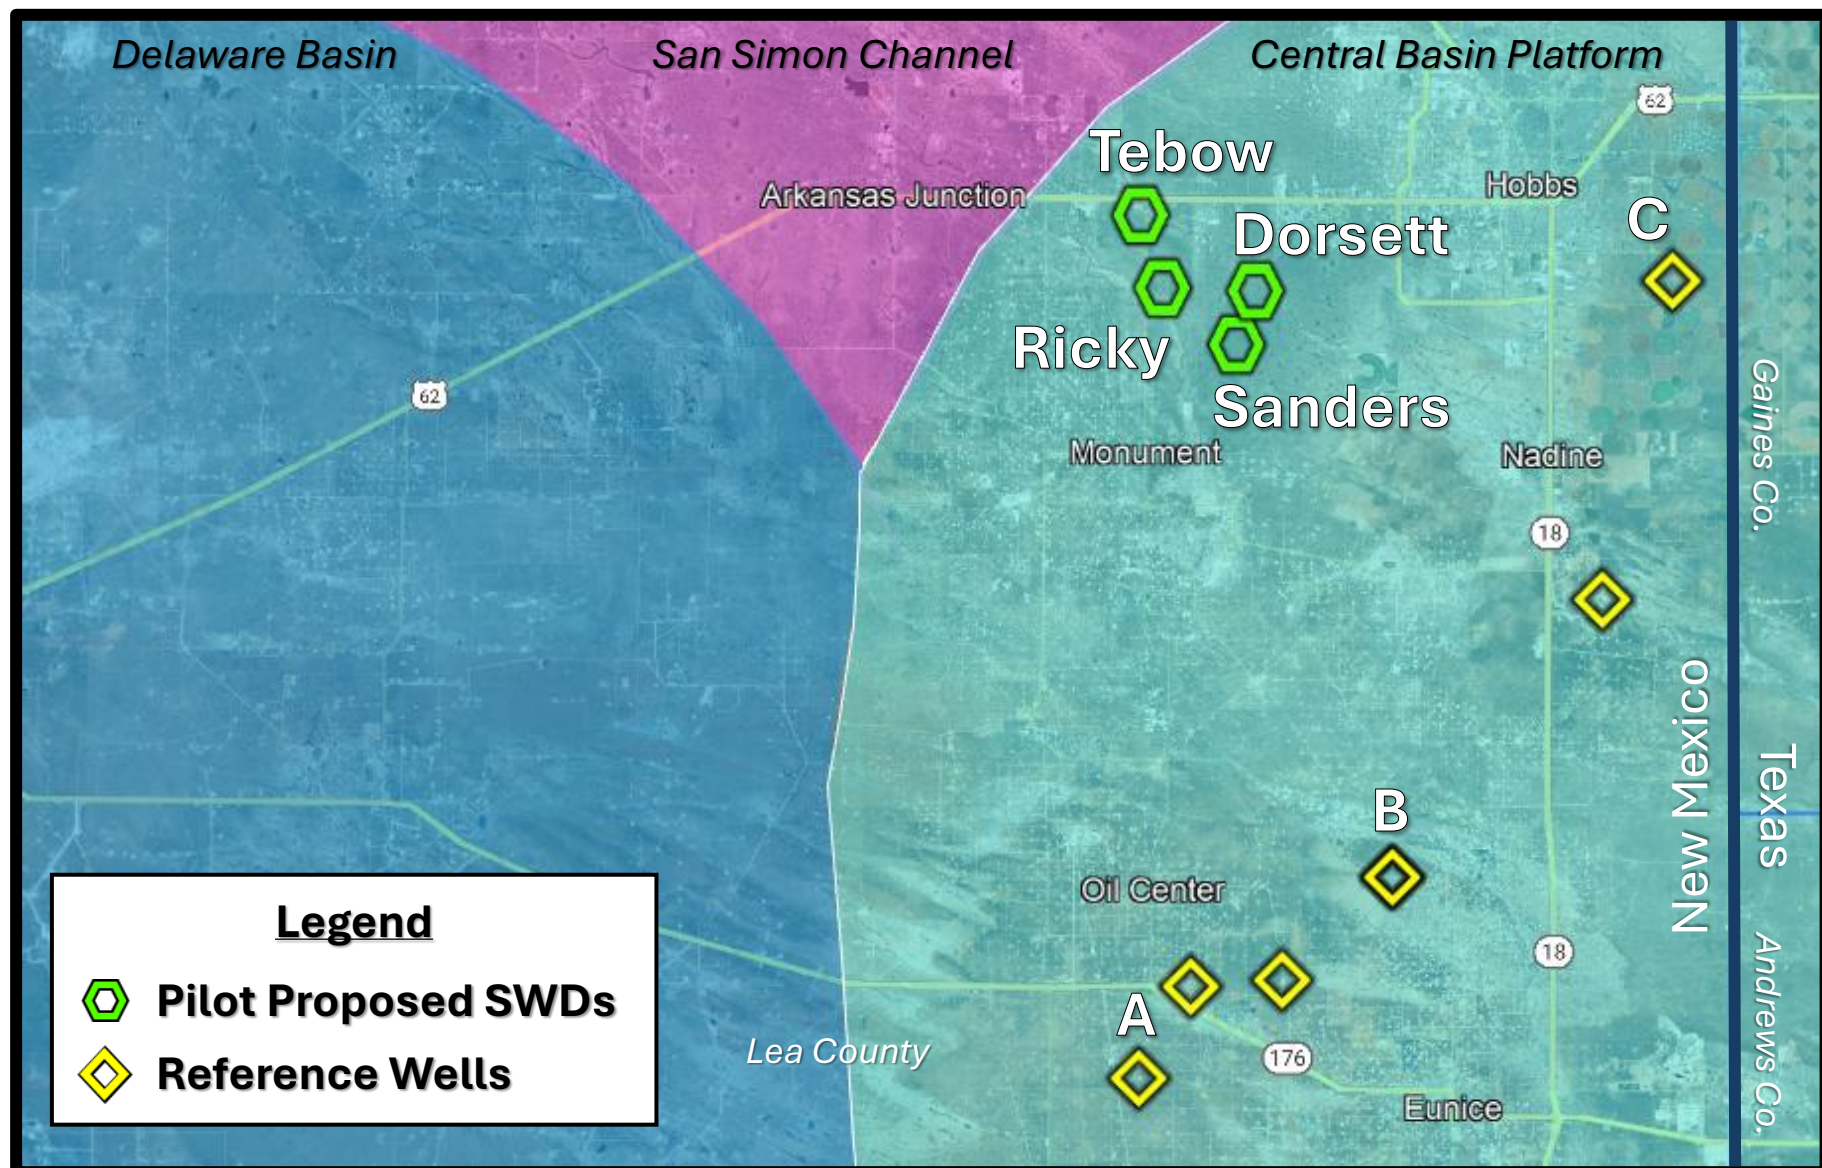 Delaware Basin
San Simon Channel
Central Basin Platform
62
Tebow
Arkansas Junction
Hobbs
C
Dorsett
Ricky
Sanders
62
Monument
Nadine
Gaines Co.
18
New Mexico
Texas
B
Oil Center
18
A
Lea County
176
Eunice
Andrews Co.
Legend
Pilot Proposed SWDs
Reference Wells